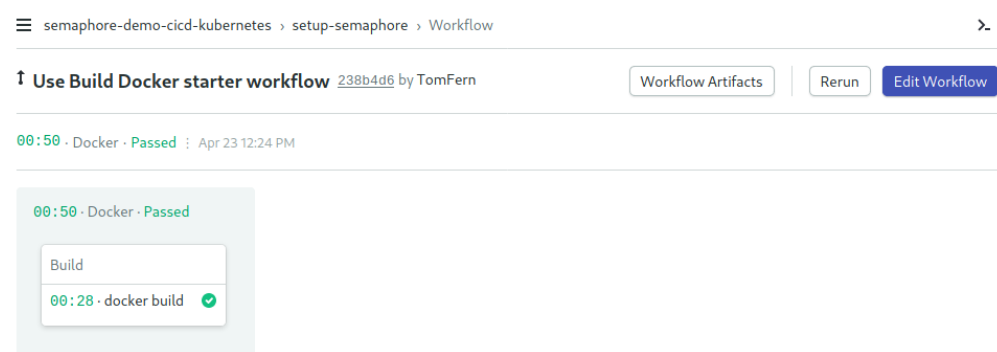 semaphore-demo-cicd-kubernetes › setup-semaphore › Workflow
Use Build Docker starter workflow 238b4d6 by TomFern Workflow Artifacts Rerun Edit Workflow
00:50 · Docker · Passed ⋮ Apr 23 12:24 PM
00:50 · Docker · Passed
Build
00:28 · docker build